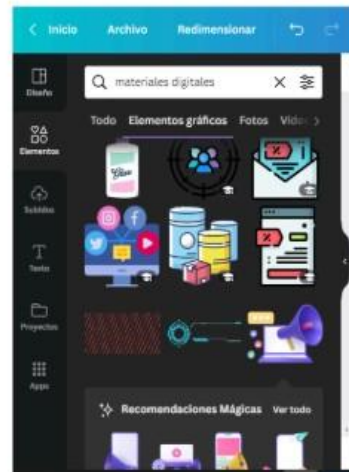 Inicio Archivo Redimensionar
Diseño
materiales digitales
Todo Elementos gráficos Fotos Vídeo
Elementos
Subidos
Texto
Proyectos
Apps
Recomendaciones Mágicas Ver todo